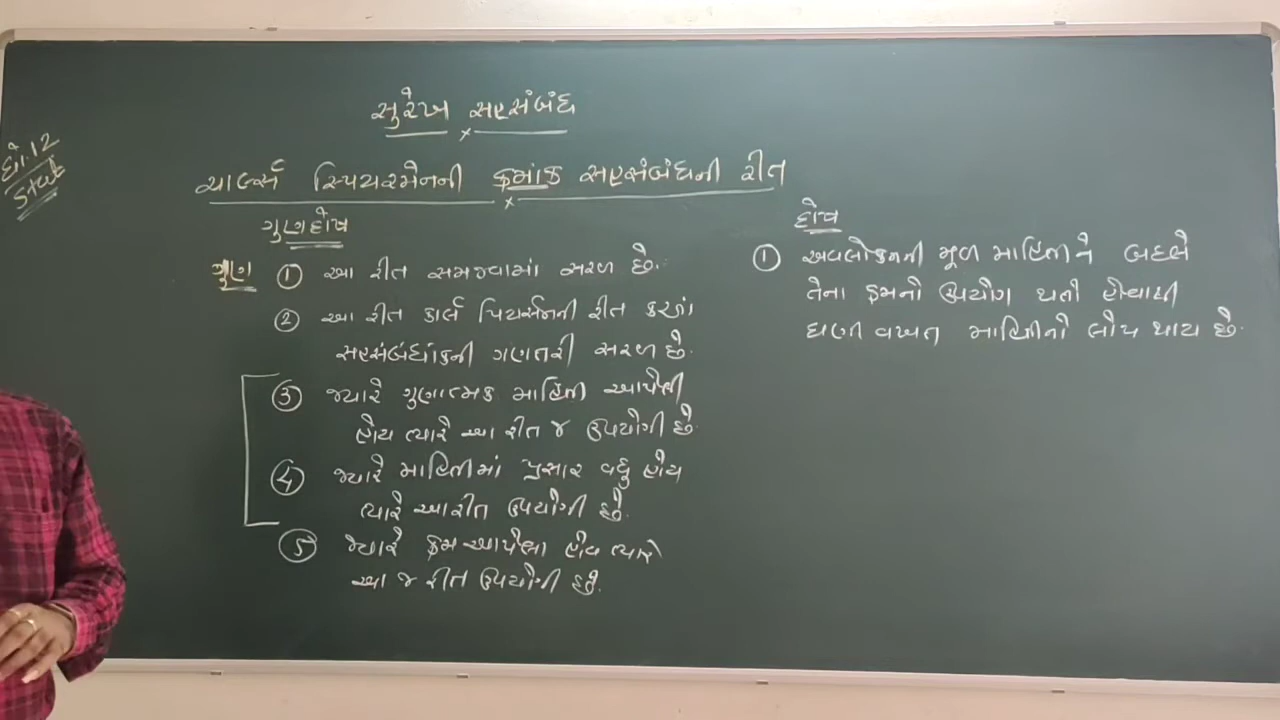 ધો.12
Stat
સુરેખ સહસંબંધ
ચાર્લ્સ સ્પિયરમેનની ક્રમાંક સહસંબંધની રીત
ગુણદોષ
ગુણ ① આ રીત સમજવામાં સરળ છે.
② આ રીત કાર્લ પિયર્સનની રીત કરતાં
સહસંબંધાંકની ગણતરી સરળ છે.
③ જ્યારે ગુણાત્મક માહિતી આપેલી
હોય ત્યારે આ રીત જ ઉપયોગી છે.
④ જ્યારે માહિતીમાં પ્રસાર વધુ હોય
ત્યારે આ રીત ઉપયોગી છે.
⑤ જ્યારે ક્રમ આપેલા હોય ત્યારે
આ જ રીત ઉપયોગી છે.
દોષ
① અવલોકનની મૂળ માહિતીને બદલે
તેના ક્રમનો ઉપયોગ થતો હોવાથી
ઘણી વખત માહિતીનો લોપ થાય છે.